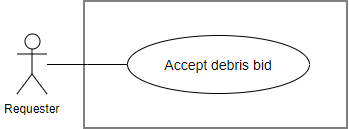 Accept debris bid
Requester